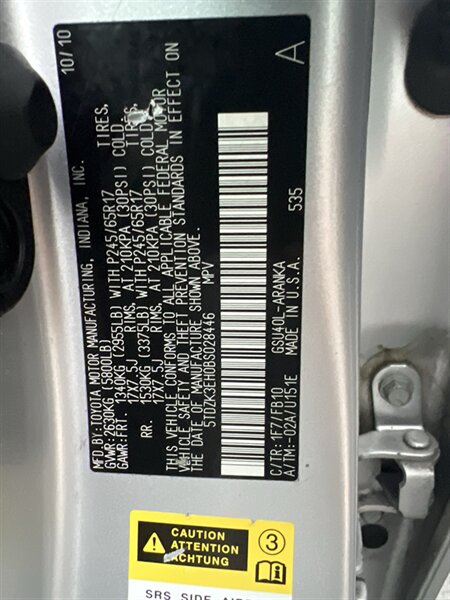 MFD. BY: TOYOTA MOTOR MANUFACTURING, INDIANA, INC. 10/10
GVWR: 2630KG (5800LB)
GAWR: FRT. 1340KG (2955LB) WITH P245/65R17 TIRES,
17X7.5J RIMS, AT 210KPA (30PSI) COLD.
RR. 1530KG (3375LB) WITH P245/65R17 TIRES,
17X7.5J RIMS, AT 210KPA (30PSI) COLD.
THIS VEHICLE CONFORMS TO ALL APPLICABLE FEDERAL MOTOR
VEHICLE SAFETY AND THEFT PREVENTION STANDARDS IN EFFECT ON
THE DATE OF MANUFACTURE SHOWN ABOVE.
5TDZK3EH0BS028446 MPV
A
C/TR: 1F7/FB10 GSU40L-ARANKA 535
A/TM: -02A/U151E MADE IN U.S.A.
CAUTION
ATTENTION
ACHTUNG
3
SRS SIDE